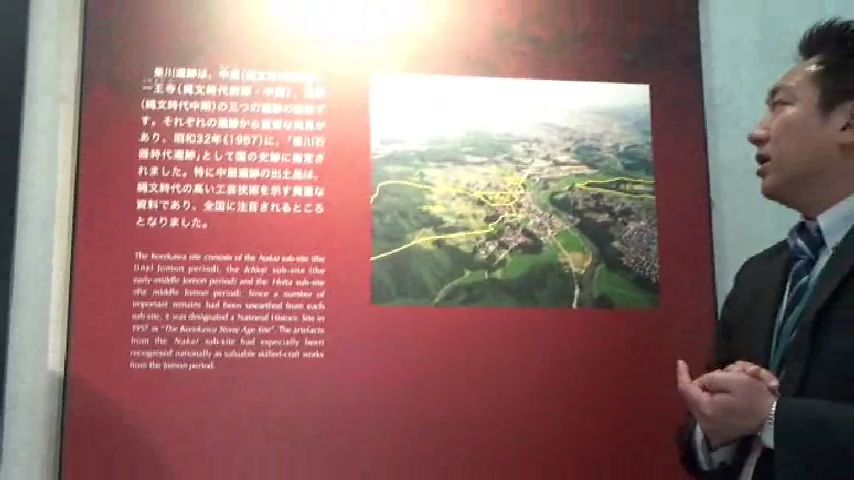 是川遺跡は、中居(縄文時代
一王寺(縄文時代前期・中期)、
(縄文時代中期)の三つの遺跡の総称で
す。それぞれの遺跡から重要な発見が
あり、昭和32年(1957)に、「是川石
器時代遺跡」として国の史跡に指定さ
れました。特に中居遺跡の出土品は、
縄文時代の高い工芸技術を示す貴重な
資料であり、全国に注目されるところ
となりました。
The Korekawa site consists of the Nakai sub-site (the
final Jomon period), the Ichioji sub-site (the
early-middle Jomon period) and the Hotta sub-site
(the middle Jomon period). Since a number of
important remains had been unearthed from each
sub-site, it was designated a National Historic Site in
1957 as "The Korekawa Stone Age Site". The artefacts
from the Nakai sub-site had especially been
recognised nationally as valuable skilled-craft works
from the Jomon period.